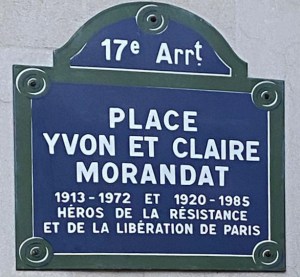 17e Arrt
PLACE
YVON ET CLAIRE
MORANDAT
1913 - 1972 ET 1920 - 1985
HÉROS DE LA RÉSISTANCE
ET DE LA LIBÉRATION DE PARIS